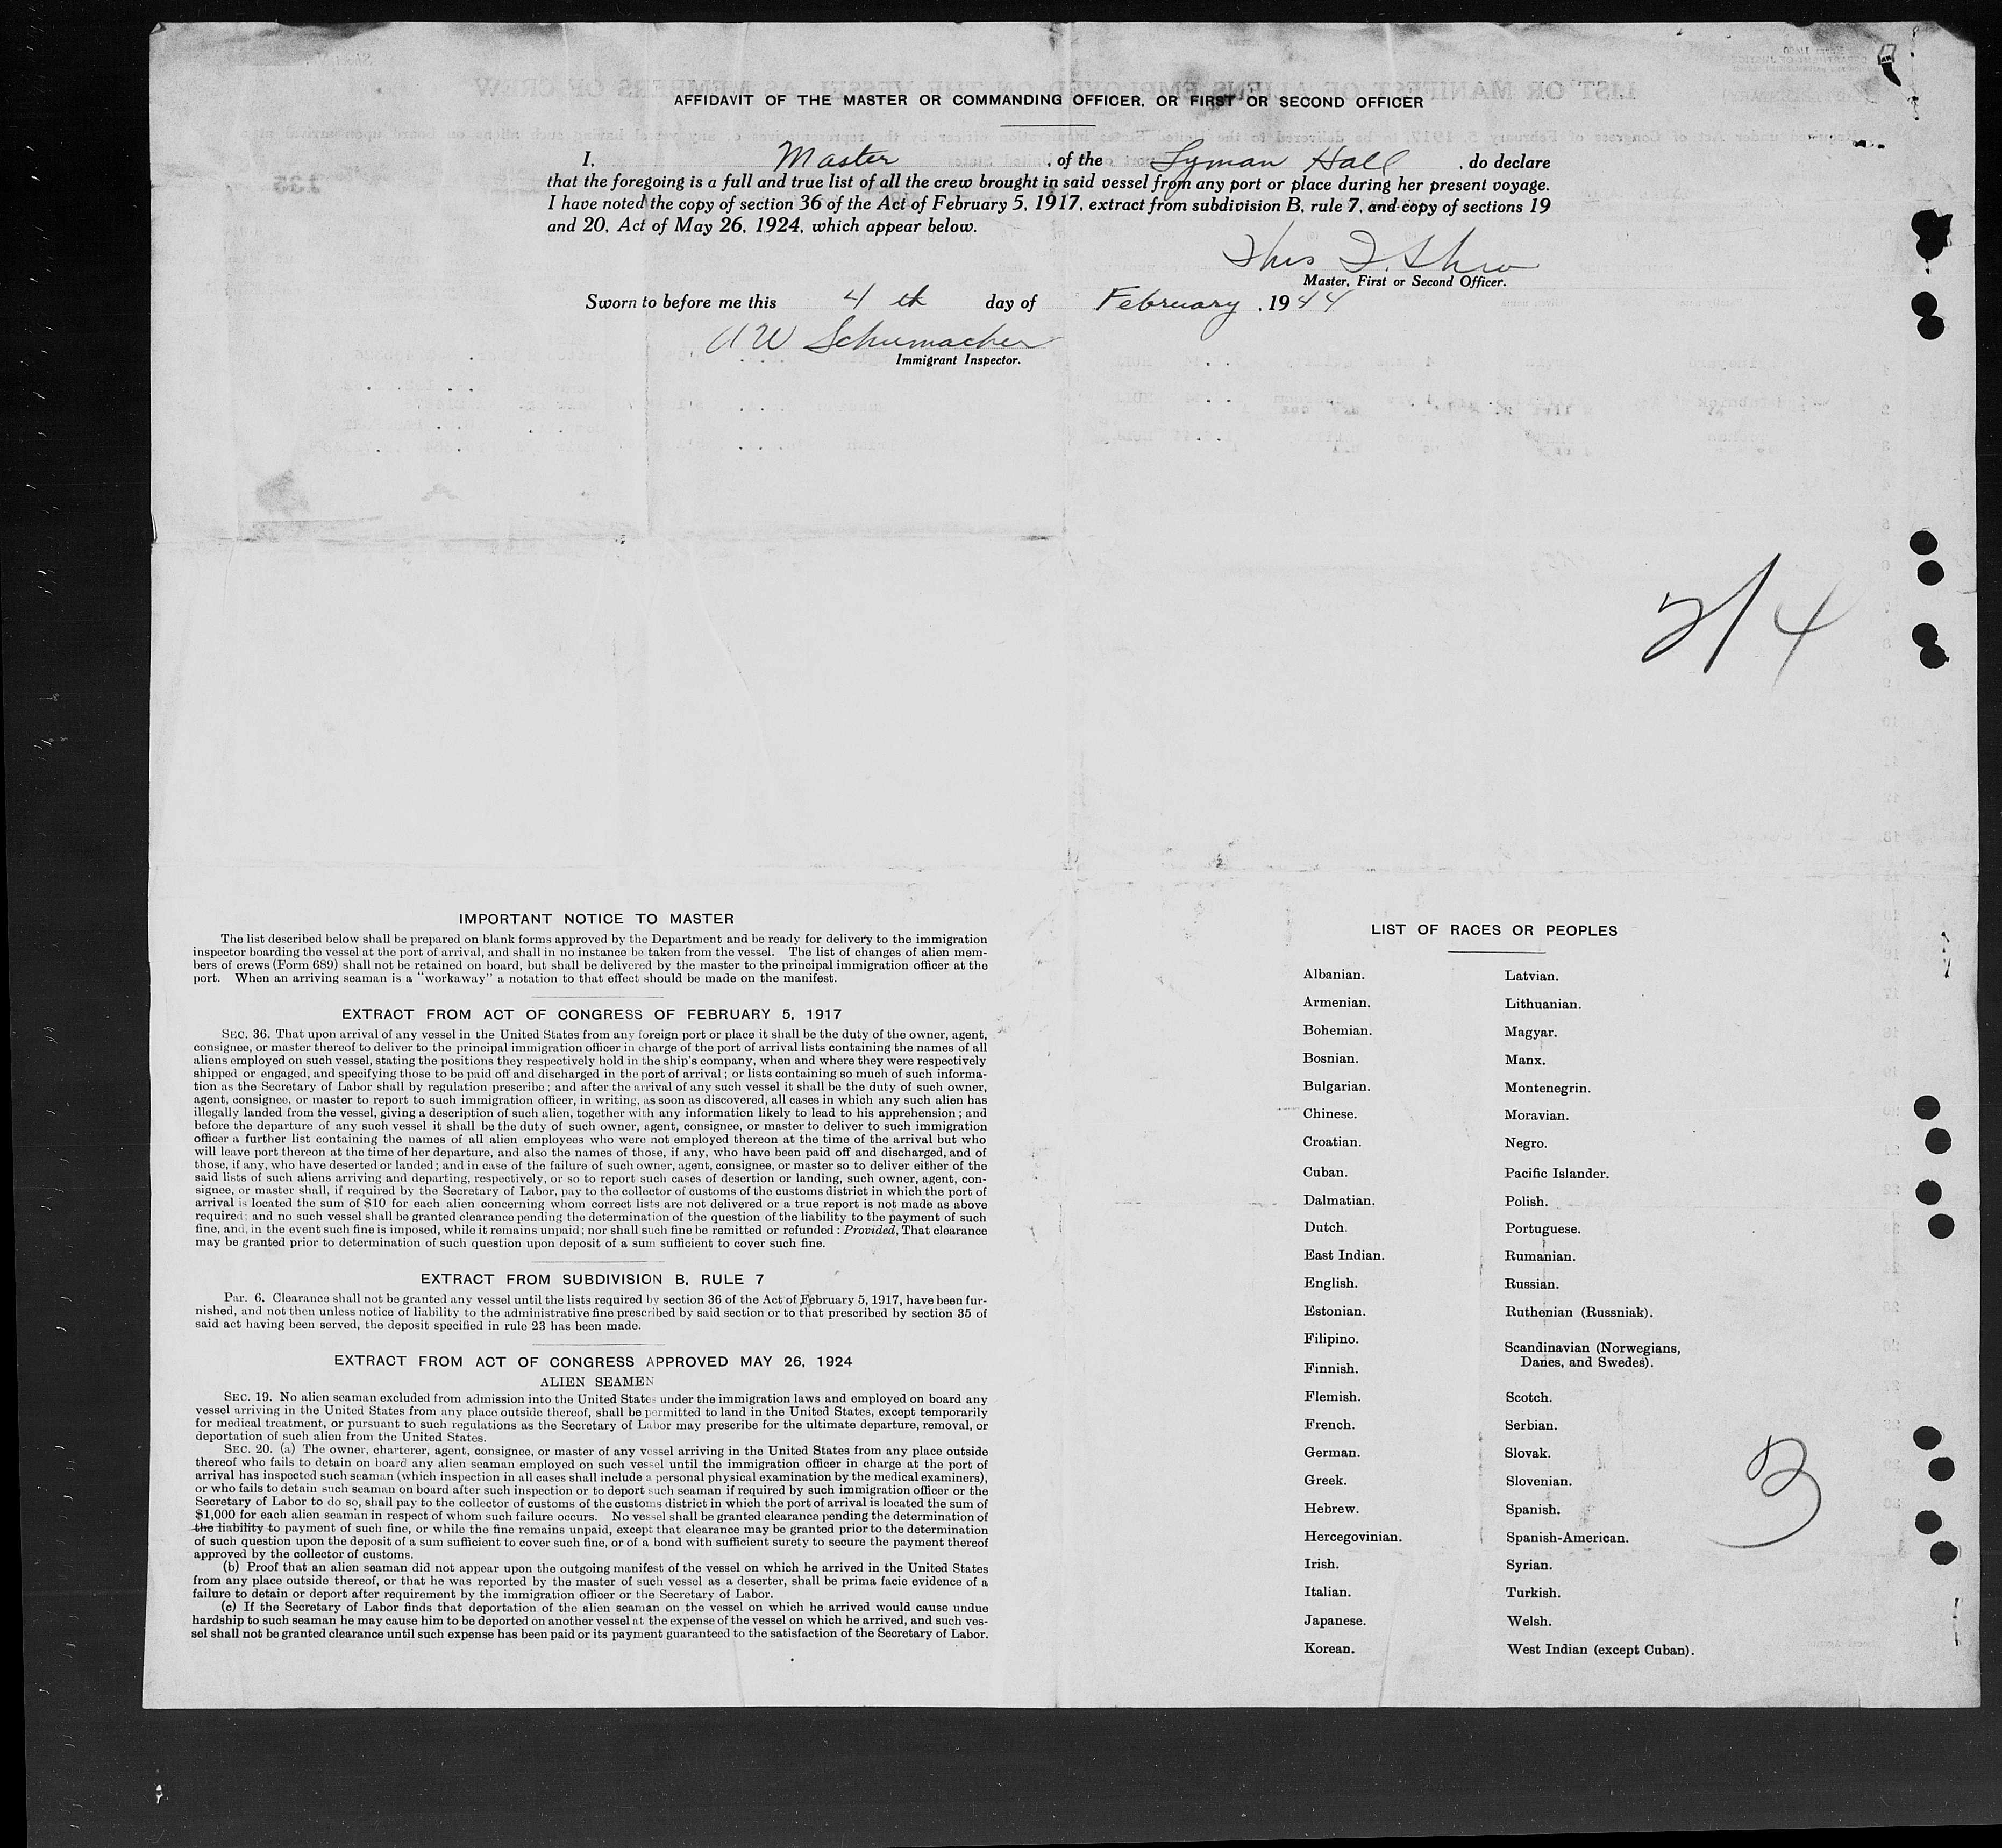 AFFIDAVIT OF THE MASTER OR COMMANDING OFFICER, OR FIRST OR SECOND OFFICER
I, Master, of the Lyman Hall, do declare
that the foregoing is a full and true list of all the crew brought in said vessel from any port or place during her present voyage.
I have noted the copy of section 36 of the Act of February 5, 1917, extract from subdivision B, rule 7, and copy of sections 19
and 20, Act of May 26, 1924, which appear below.
Master, First or Second Officer.
Sworn to before me this 4 th day of February, 1944
A W Schumacher
Immigrant Inspector.
2/4
IMPORTANT NOTICE TO MASTER
The list described below shall be prepared on blank forms approved by the Department and be ready for delivery to the immigration
inspector boarding the vessel at the port of arrival, and shall in no instance be taken from the vessel. The list of changes of alien mem-
bers of crews (Form 689) shall not be retained on board, but shall be delivered by the master to the principal immigration officer at the
port. When an arriving seaman is a "workaway" a notation to that effect should be made on the manifest.
EXTRACT FROM ACT OF CONGRESS OF FEBRUARY 5, 1917
SEC. 36. That upon arrival of any vessel in the United States from any foreign port or place it shall be the duty of the owner, agent,
consignee, or master thereof to deliver to the principal immigration officer in charge of the port of arrival lists containing the names of all
aliens employed on such vessel, stating the positions they respectively hold in the ship's company, when and where they were respectively
shipped or engaged, and specifying those to be paid off and discharged in the port of arrival; or lists containing so much of such informa-
tion as the Secretary of Labor shall by regulation prescribe; and after the arrival of any such vessel it shall be the duty of such owner,
agent, consignee, or master to report to such immigration officer, in writing, as soon as discovered, all cases in which any such alien has
illegally landed from the vessel, giving a description of such alien, together with any information likely to lead to his apprehension; and
before the departure of any such vessel it shall be the duty of such owner, agent, consignee, or master to deliver to such immigration
officer a further list containing the names of all alien employees who were not employed thereon at the time of the arrival but who
will leave port thereon at the time of her departure, and also the names of those, if any, who have been paid off and discharged, and of
those, if any, who have deserted or landed; and in case of the failure of such owner, agent, consignee, or master so to deliver either of the
said lists of such aliens arriving and departing, respectively, or so to report such cases of desertion or landing, such owner, agent, con-
signee, or master shall, if required by the Secretary of Labor, pay to the collector of customs of the customs district in which the port of
arrival is located the sum of $10 for each alien concerning whom correct lists are not delivered or a true report is not made as above
required; and no such vessel shall be granted clearance pending the determination of the question of the liability to the payment of such
fine, and, in the event such fine is imposed, while it remains unpaid; nor shall such fine be remitted or refunded: Provided, That clearance
may be granted prior to determination of such question upon deposit of a sum sufficient to cover such fine.
EXTRACT FROM SUBDIVISION B, RULE 7
PAR. 6. Clearance shall not be granted any vessel until the lists required by section 36 of the Act of February 5, 1917, have been fur-
nished, and not then unless notice of liability to the administrative fine prescribed by said section or to that prescribed by section 35 of
said act having been served, the deposit specified in rule 23 has been made.
EXTRACT FROM ACT OF CONGRESS APPROVED MAY 26, 1924
ALIEN SEAMEN
SEC. 19. No alien seaman excluded from admission into the United States under the immigration laws and employed on board any
vessel arriving in the United States from any place outside thereof, shall be permitted to land in the United States, except temporarily
for medical treatment, or pursuant to such regulations as the Secretary of Labor may prescribe for the ultimate departure, removal, or
deportation of such alien from the United States.
SEC. 20. (a) The owner, charterer, agent, consignee, or master of any vessel arriving in the United States from any place outside
thereof who fails to detain on board any alien seaman employed on such vessel until the immigration officer in charge at the port of
arrival has inspected such seaman (which inspection in all cases shall include a personal physical examination by the medical examiners),
or who fails to detain such seaman on board after such inspection or to deport such seaman if required by such immigration officer or the
Secretary of Labor to do so, shall pay to the collector of customs of the customs district in which the port of arrival is located the sum of
$1,000 for each alien seaman in respect of whom such failure occurs. No vessel shall be granted clearance pending the determination of
the liability to payment of such fine, or while the fine remains unpaid, except that clearance may be granted prior to the determination
of such question upon the deposit of a sum sufficient to cover such fine, or of a bond with sufficient surety to secure the payment thereof
approved by the collector of customs.
(b) Proof that an alien seaman did not appear upon the outgoing manifest of the vessel on which he arrived in the United States
from any place outside thereof, or that he was reported by the master of such vessel as a deserter, shall be prima facie evidence of a
failure to detain or deport after requirement by the immigration officer or the Secretary of Labor.
(c) If the Secretary of Labor finds that deportation of the alien seaman on the vessel on which he arrived would cause undue
hardship to such seaman he may cause him to be deported on another vessel at the expense of the vessel on which he arrived, and such ves-
sel shall not be granted clearance until such expense has been paid or its payment guaranteed to the satisfaction of the Secretary of Labor.
LIST OF RACES OR PEOPLES
Albanian.
Armenian.
Bohemian.
Bosnian.
Bulgarian.
Chinese.
Croatian.
Cuban.
Dalmatian.
Dutch.
East Indian.
English.
Estonian.
Filipino.
Finnish.
Flemish.
French.
German.
Greek.
Hebrew.
Hercegovinian.
Irish.
Italian.
Japanese.
Korean.
Latvian.
Lithuanian.
Magyar.
Manx.
Montenegrin.
Moravian.
Negro.
Pacific Islander.
Polish.
Portuguese.
Rumanian.
Russian.
Ruthenian (Russniak).
Scandinavian (Norwegians,
Danes, and Swedes).
Scotch.
Serbian.
Slovak.
Slovenian.
Spanish.
Spanish-American.
Syrian.
Turkish.
Welsh.
West Indian (except Cuban).